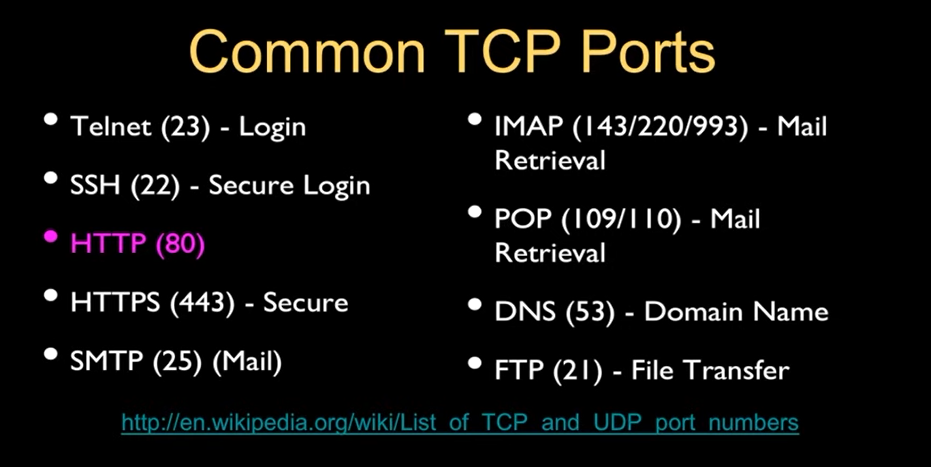 Common TCP Ports
• Telnet (23) - Login
• SSH (22) - Secure Login
• HTTP (80)
• HTTPS (443) - Secure
• SMTP (25) (Mail)
• IMAP (143/220/993) - Mail
Retrieval
• POP (109/110) - Mail
Retrieval
• DNS (53) - Domain Name
• FTP (21) - File Transfer
http://en.wikipedia.org/wiki/List_of_TCP_and_UDP_port_numbers